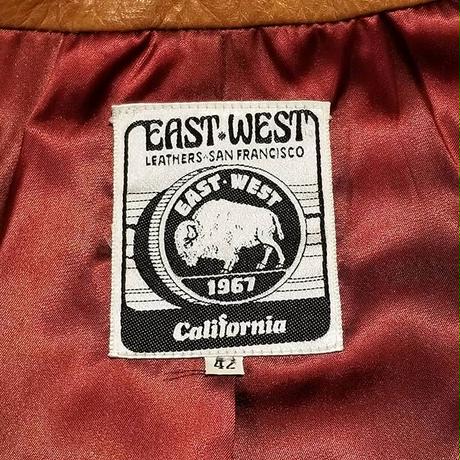 EAST*WEST
LEATHERS·SAN FRANCISCO
EAST·WEST
1967
California
42